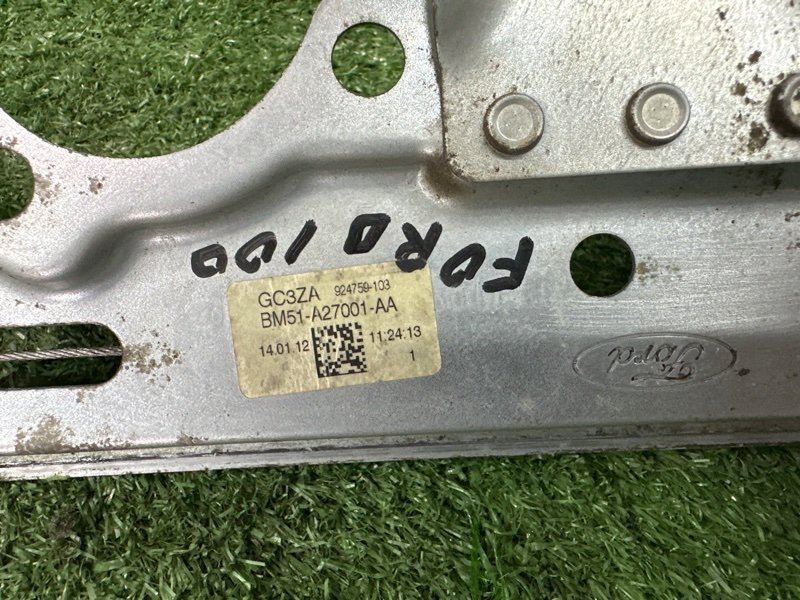 FORD 100
GC3ZA 924759-103
BM51-A27001-AA
14.01.12 11:24:13
1
Ford